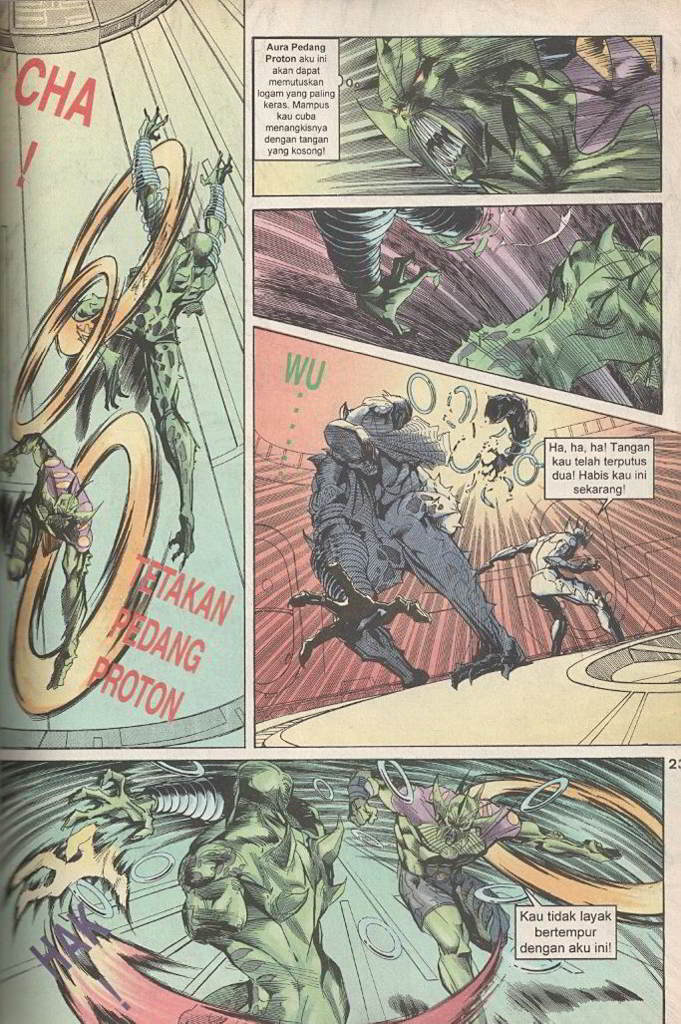 CHA
!
TETAKAN
PEDANG
PROTON
Aura Pedang
Proton aku ini
akan dapat
memutuskan
logam yang paling
keras. Mampus
kau cuba
menangkisnya
dengan tangan
yang kosong!
WU
Ha, ha, ha! Tangan
kau telah terputus
dua! Habis kau ini
sekarang!
HAK
!
Kau tidak layak
bertempur
dengan aku ini!